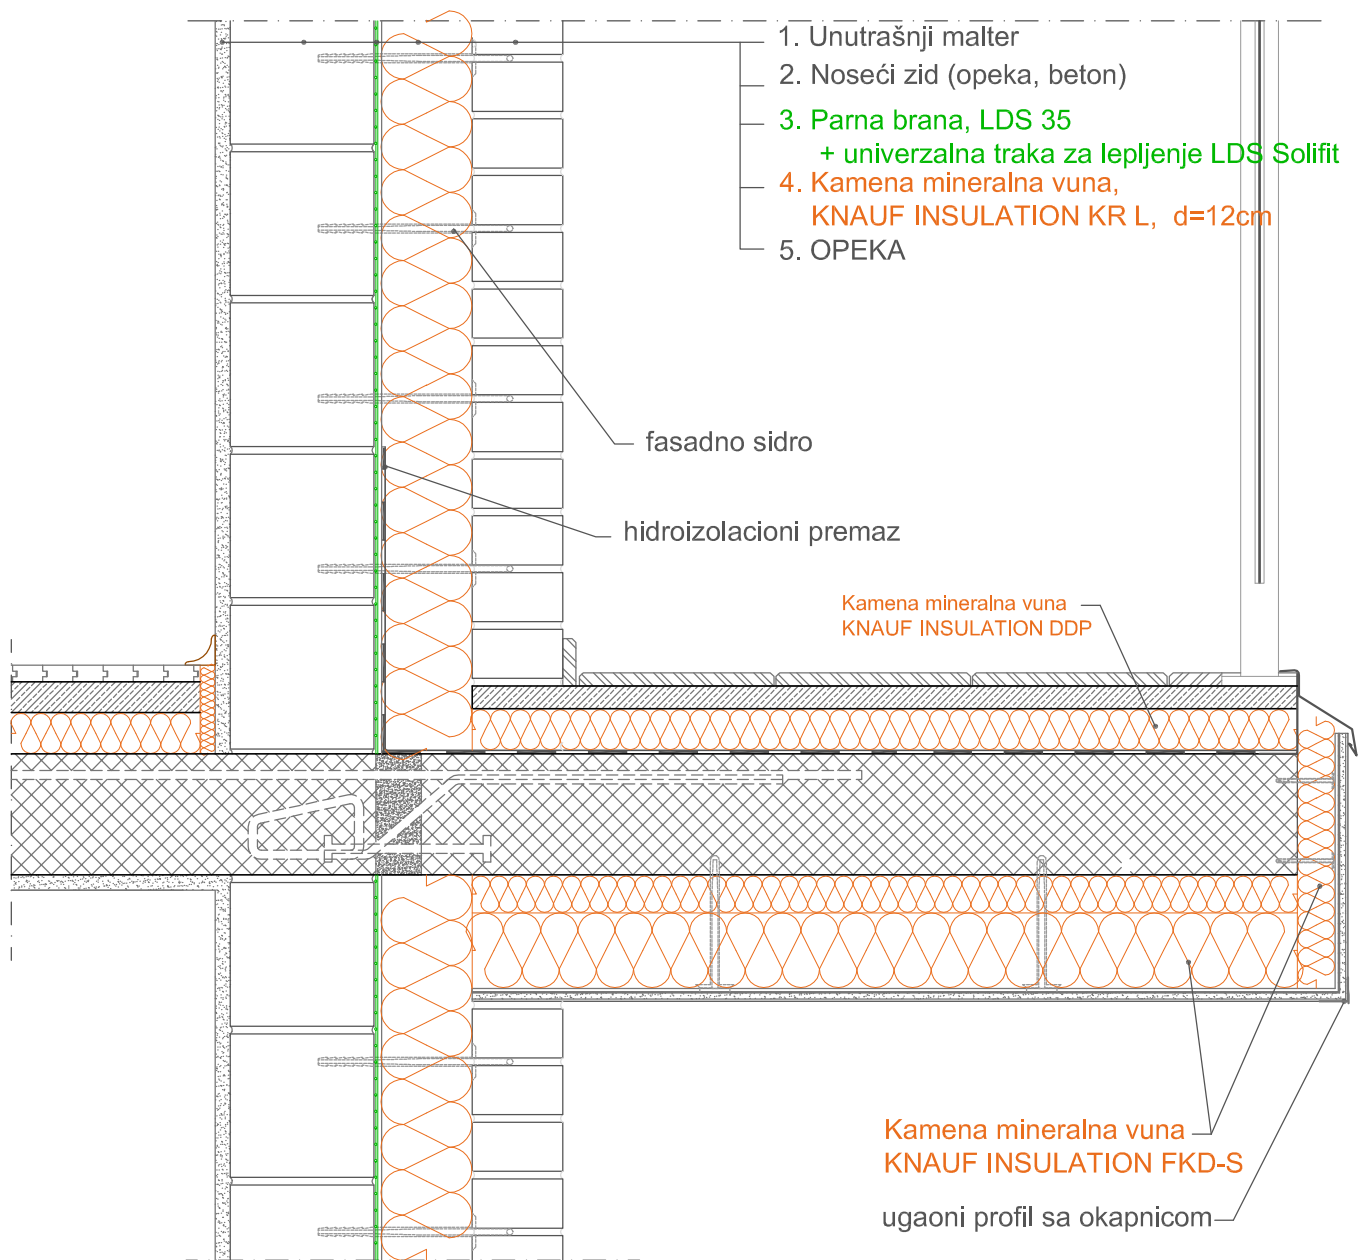 1. Unutrašnji malter
2. Noseći zid (opeka, beton)
3. Parna brana, LDS 35
+ univerzalna traka za lepljenje LDS Solifit
4. Kamena mineralna vuna,
KNAUF INSULATION KR L, d=12cm
5. OPEKA
fasadno sidro
hidroizolacioni premaz
Kamena mineralna vuna
KNAUF INSULATION DDP
Kamena mineralna vuna
KNAUF INSULATION FKD-S
ugaoni profil sa okapnicom